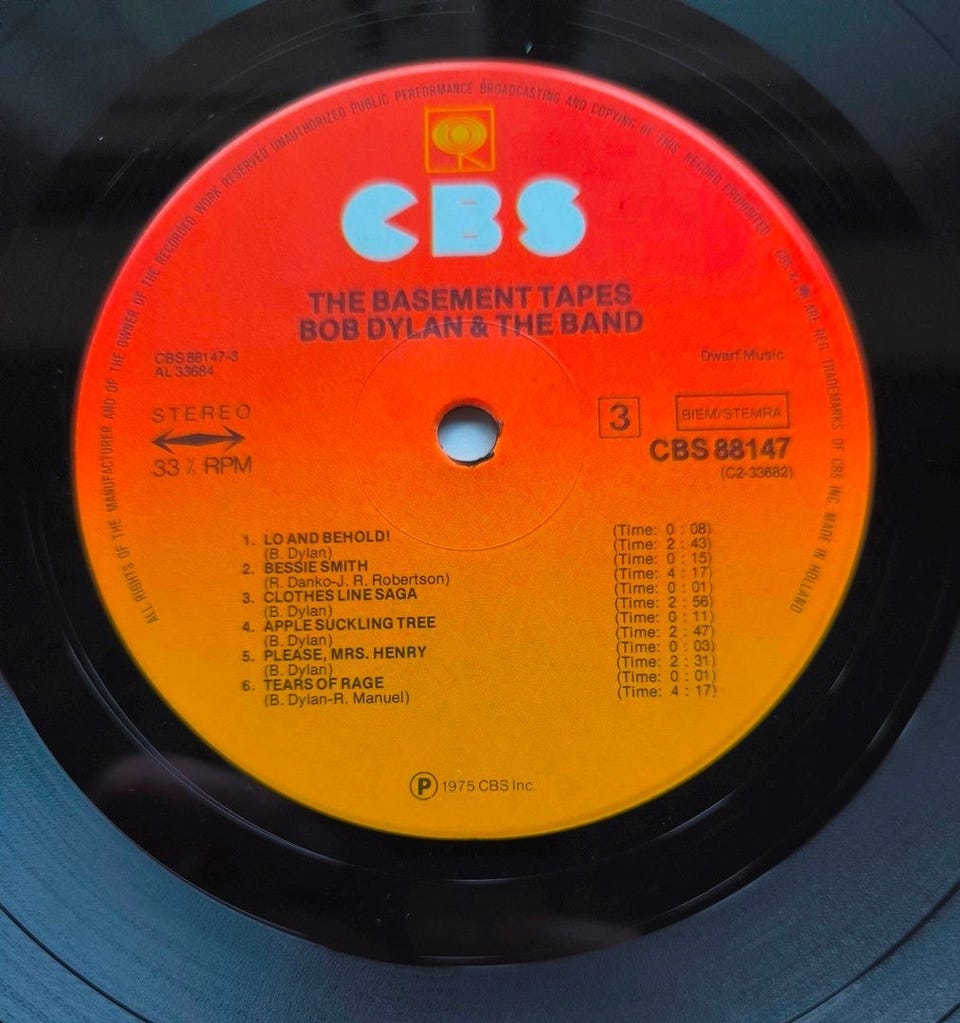 ALL RIGHTS OF THE MANUFACTURER AND OF THE OWNER OF THE RECORDED WORK RESERVED UNAUTHORIZED PUBLIC PERFORMANCE BROADCASTING AND COPYING OF THIS RECORD PROHIBITED
CBS & ARE REG. TRADEMARKS OF CBS INC. MADE IN HOLLAND
CBS
THE BASEMENT TAPES
BOB DYLAN & THE BAND
CBS 88147-3
AL 33684
Dwarf Music
STEREO
33 ⅓ RPM
3
BIEM/STEMRA
CBS 88147
(C2-33682)
1. LO AND BEHOLD! (Time: 0 : 08)
(B. Dylan) (Time: 2 : 43)
2. BESSIE SMITH (Time: 0 : 15)
(R. Danko-J. R. Robertson) (Time: 4 : 17)
3. CLOTHES LINE SAGA (Time: 0 : 01)
(B. Dylan) (Time: 2 : 56)
4. APPLE SUCKLING TREE (Time: 0 : 11)
(B. Dylan) (Time: 2 : 47)
5. PLEASE, MRS. HENRY (Time: 0 : 03)
(B. Dylan) (Time: 2 : 31)
6. TEARS OF RAGE (Time: 0 : 01)
(B. Dylan-R. Manuel) (Time: 4 : 17)
℗ 1975 CBS Inc.